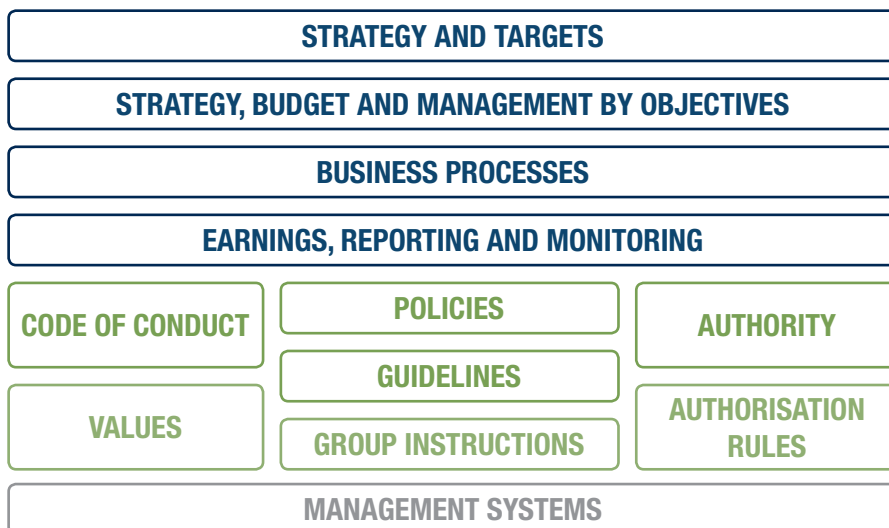 STRATEGY AND TARGETS
STRATEGY, BUDGET AND MANAGEMENT BY OBJECTIVES
BUSINESS PROCESSES
EARNINGS, REPORTING AND MONITORING
CODE OF CONDUCT
POLICIES
AUTHORITY
GUIDELINES
VALUES
GROUP INSTRUCTIONS
AUTHORISATION
RULES
MANAGEMENT SYSTEMS